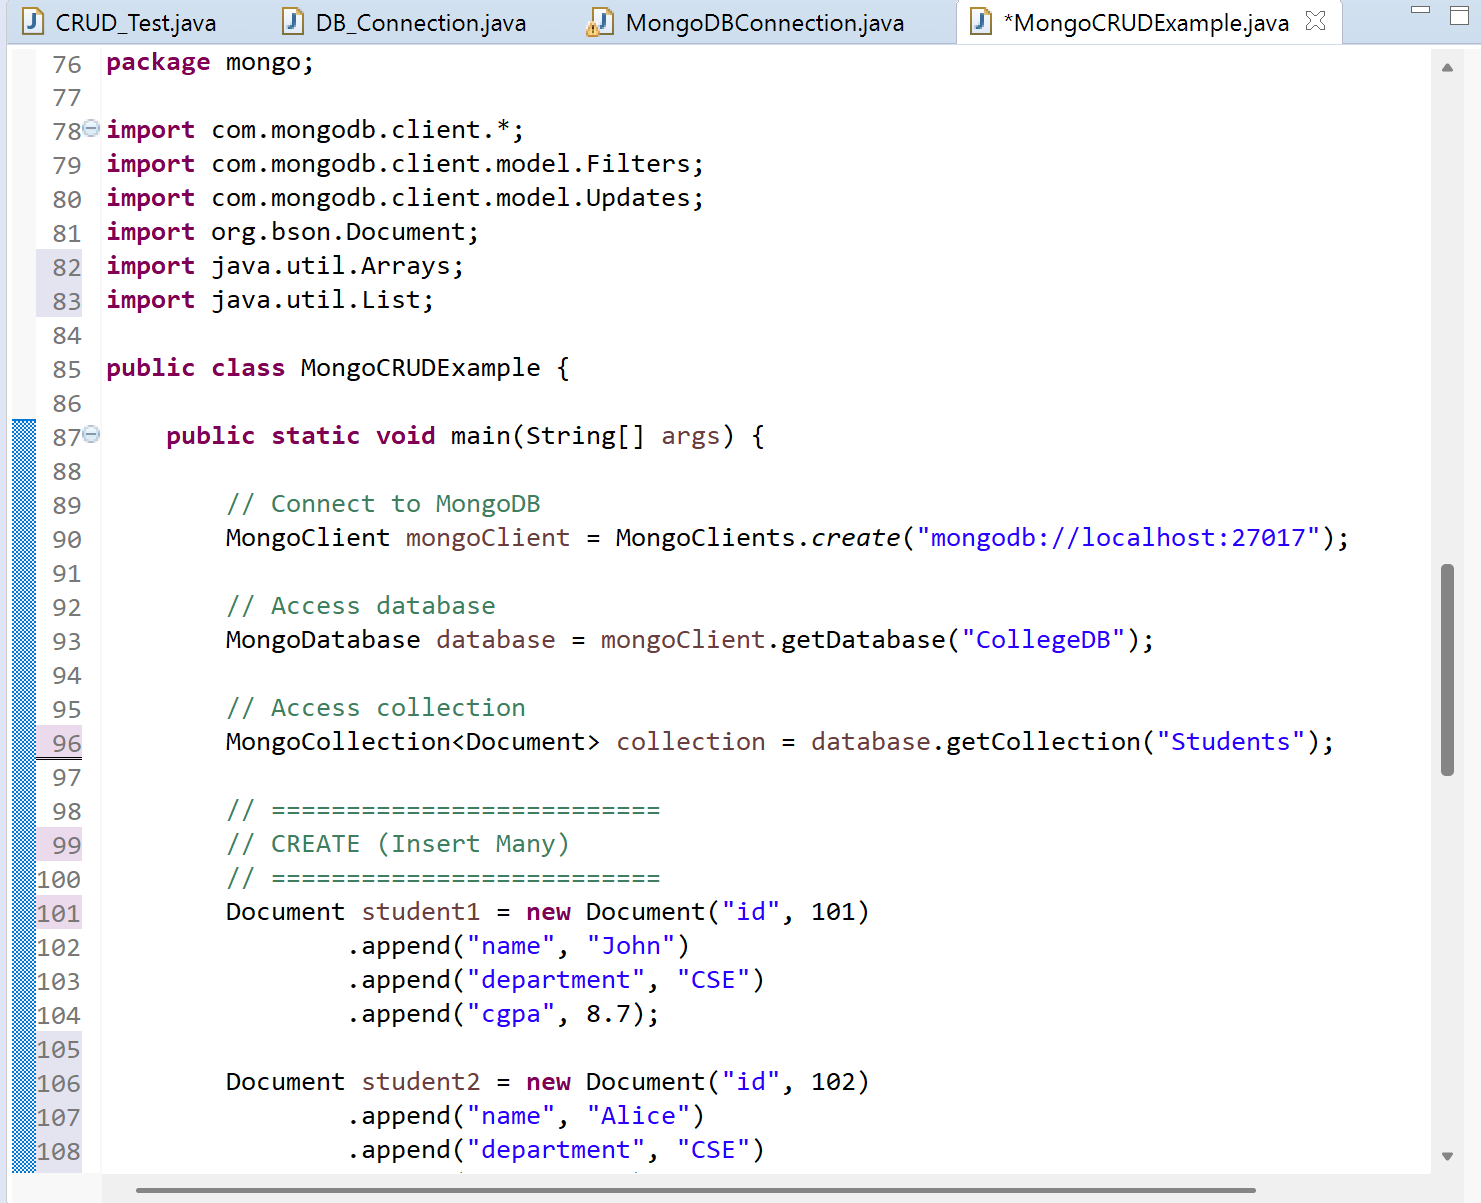 CRUD_Test.java DB_Connection.java MongoDBConnection.java *MongoCRUDExample.java
76 package mongo;
77
78 import com.mongodb.client.*;
79 import com.mongodb.client.model.Filters;
80 import com.mongodb.client.model.Updates;
81 import org.bson.Document;
82 import java.util.Arrays;
83 import java.util.List;
84
85 public class MongoCRUDExample {
86
87     public static void main(String[] args) {
88
89         // Connect to MongoDB
90         MongoClient mongoClient = MongoClients.create("mongodb://localhost:27017");
91
92         // Access database
93         MongoDatabase database = mongoClient.getDatabase("CollegeDB");
94
95         // Access collection
96         MongoCollection<Document> collection = database.getCollection("Students");
97
98         // ==========================
99         // CREATE (Insert Many)
100         // ==========================
101         Document student1 = new Document("id", 101)
102                 .append("name", "John")
103                 .append("department", "CSE")
104                 .append("cgpa", 8.7);
105
106         Document student2 = new Document("id", 102)
107                 .append("name", "Alice")
108                 .append("department", "CSE")